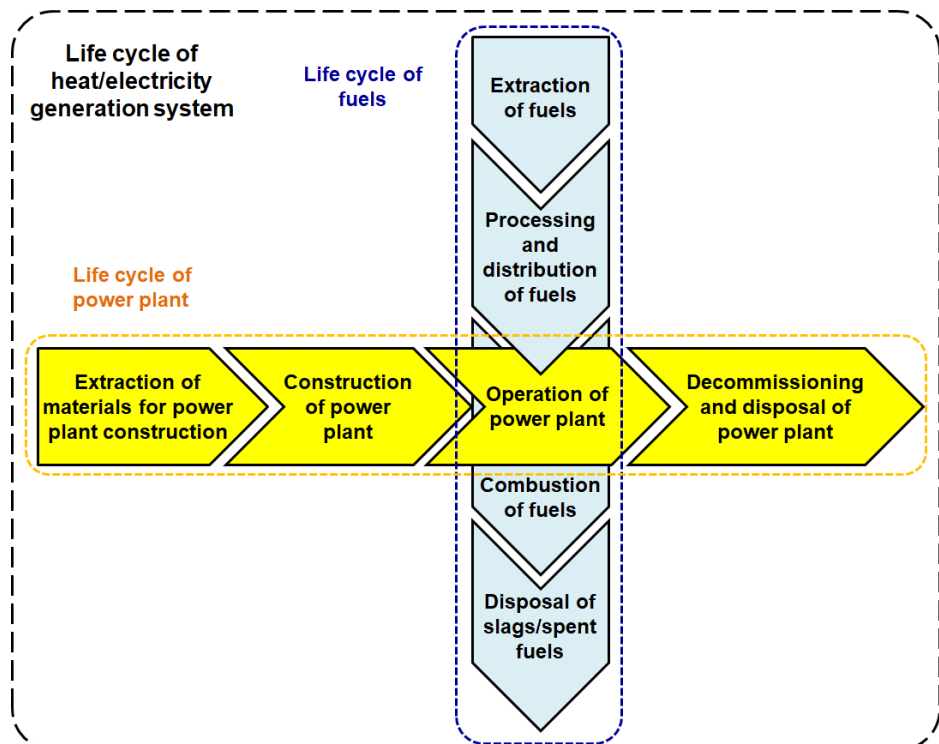 Life cycle of
heat/electricity
generation system
Life cycle of
fuels
Extraction
of fuels
Processing
and
distribution
of fuels
Life cycle of
power plant
Extraction of
materials for power
plant construction
Construction
of power
plant
Operation of
power plant
Decommissioning
and disposal of
power plant
Combustion
of fuels
Disposal of
slags/spent
fuels